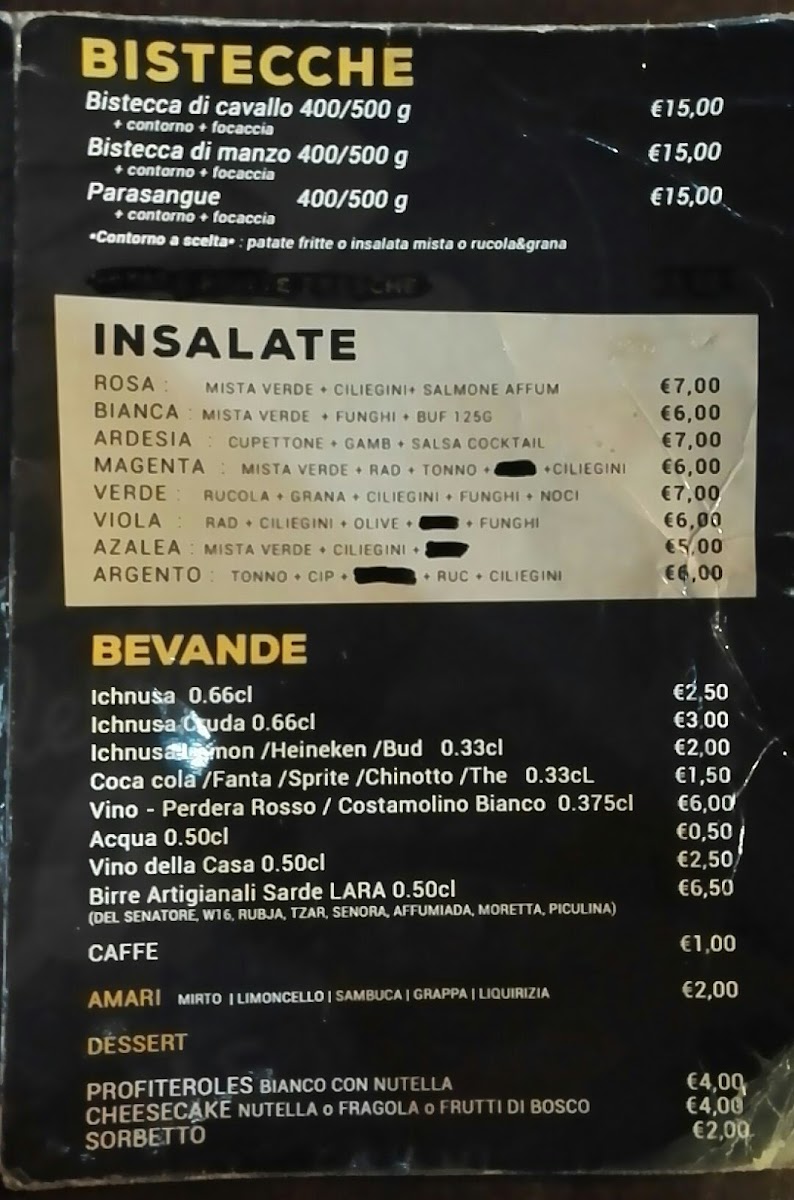 BISTECCHE
Bistecca di cavallo 400/500 g €15,00
+ contorno + focaccia
Bistecca di manzo 400/500 g €15,00
+ contorno + focaccia
Parasangue 400/500 g €15,00
+ contorno + focaccia
*Contorno a scelta* : patate fritte o insalata mista o rucola&grana
INSALATE
ROSA : MISTA VERDE + CILIEGINI+ SALMONE AFFUM €7,00
BIANCA : MISTA VERDE + FUNGHI + BUF 125G €6,00
ARDESIA : CUPETTONE + GAMB + SALSA COCKTAIL €7,00
MAGENTA : MISTA VERDE + RAD + TONNO + +CILIEGINI €6,00
VERDE : RUCOLA + GRANA + CILIEGINI + FUNGHI + NOCI €7,00
VIOLA : RAD + CILIEGINI + OLIVE + + FUNGHI €6,00
AZALEA : MISTA VERDE + CILIEGINI + €5,00
ARGENTO : TONNO + CIP + + RUC + CILIEGINI €6,00
BEVANDE
Ichnusa 0.66cl €2,50
Ichnusa Cruda 0.66cl €3,00
Ichnusa Lemon /Heineken /Bud 0.33cl €2,00
Coca cola /Fanta /Sprite /Chinotto /The 0.33cL €1,50
Vino - Perdera Rosso / Costamolino Bianco 0.375cl €6,00
Acqua 0.50cl €0,50
Vino della Casa 0.50cl €2,50
Birre Artigianali Sarde LARA 0.50cl €6,50
(DEL SENATORE, W16, RUBJA, TZAR, SENORA, AFFUMIADA, MORETTA, PICULINA)
CAFFE €1,00
AMARI MIRTO | LIMONCELLO | SAMBUCA | GRAPPA | LIQUIRIZIA €2,00
DESSERT
PROFITEROLES BIANCO CON NUTELLA €4,00
CHEESECAKE NUTELLA o FRAGOLA o FRUTTI DI BOSCO €4,00
SORBETTO €2,00